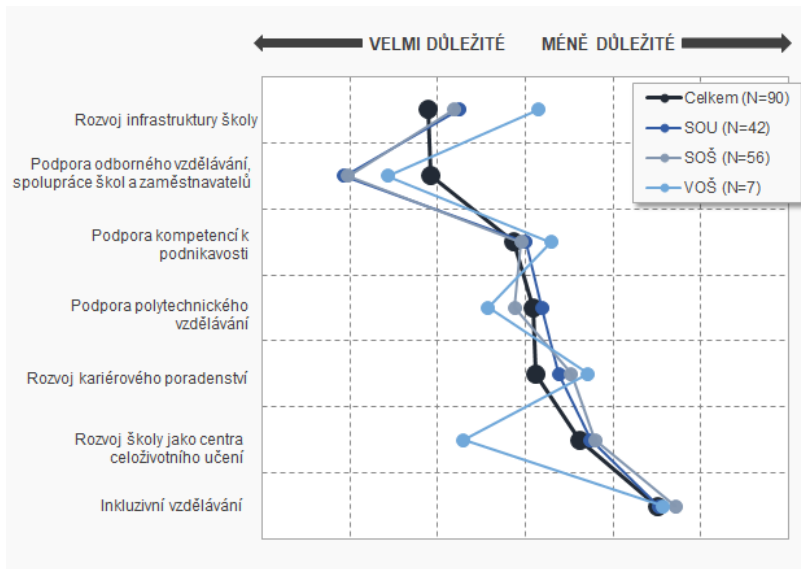 VELMI DŮLEŽITÉ MÉNĚ DŮLEŽITÉ
Celkem (N=90)
SOU (N=42)
SOŠ (N=56)
VOŠ (N=7)
Rozvoj infrastruktury školy
Podpora odborného vzdělávání,
spolupráce škol a zaměstnavatelů
Podpora kompetencí k
podnikavosti
Podpora polytechnického
vzdělávání
Rozvoj kariérového poradenství
Rozvoj školy jako centra
celoživotního učení
Inkluzivní vzdělávání